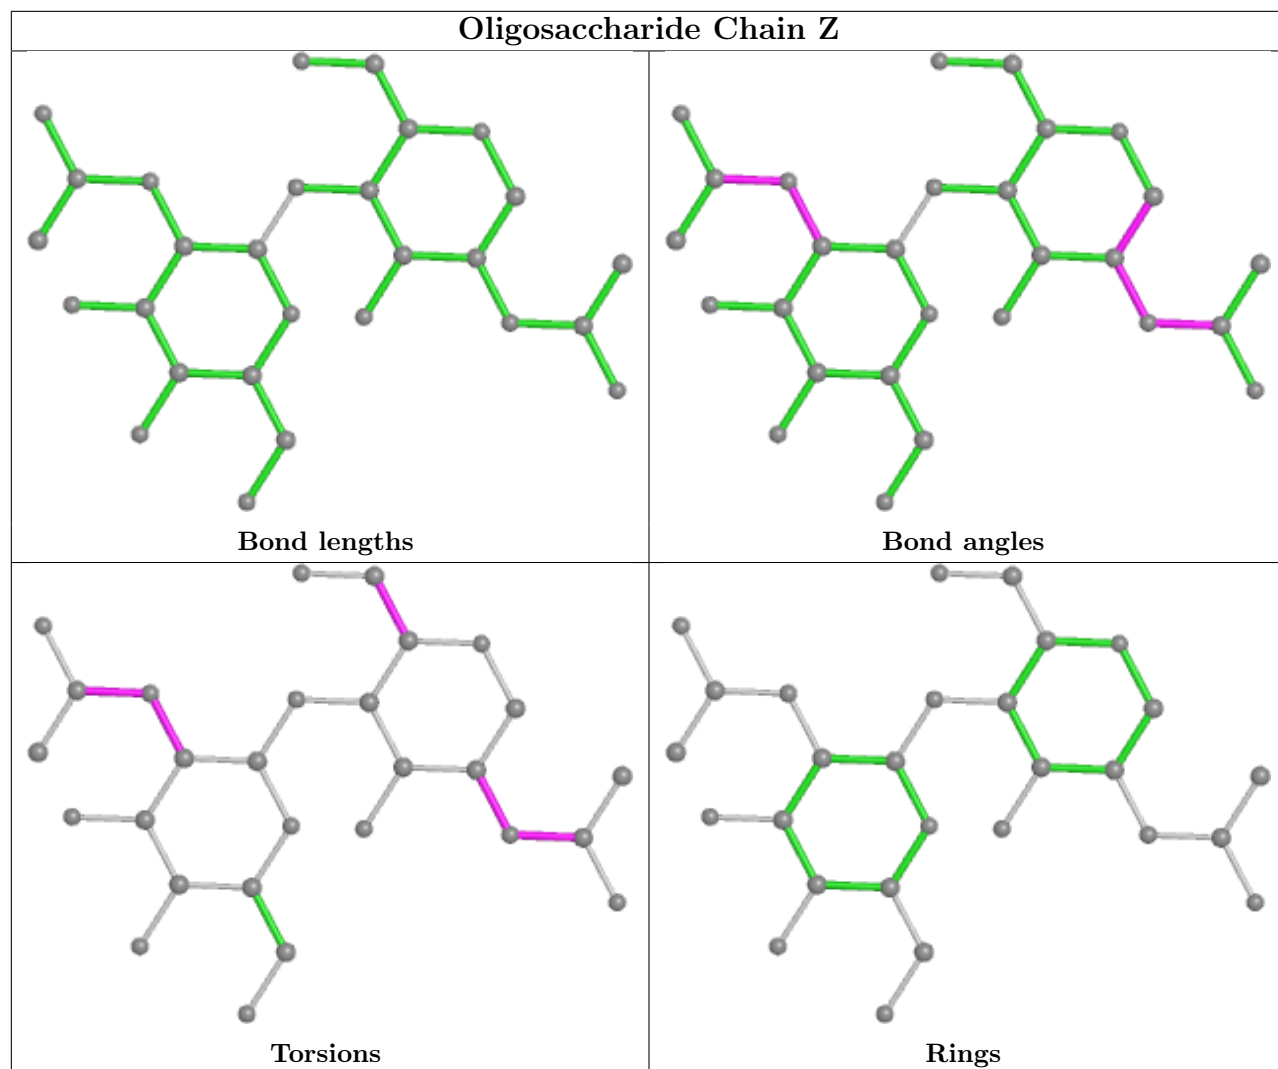 Oligosaccharide Chain Z
Bond lengths
Bond angles
Torsions
Rings